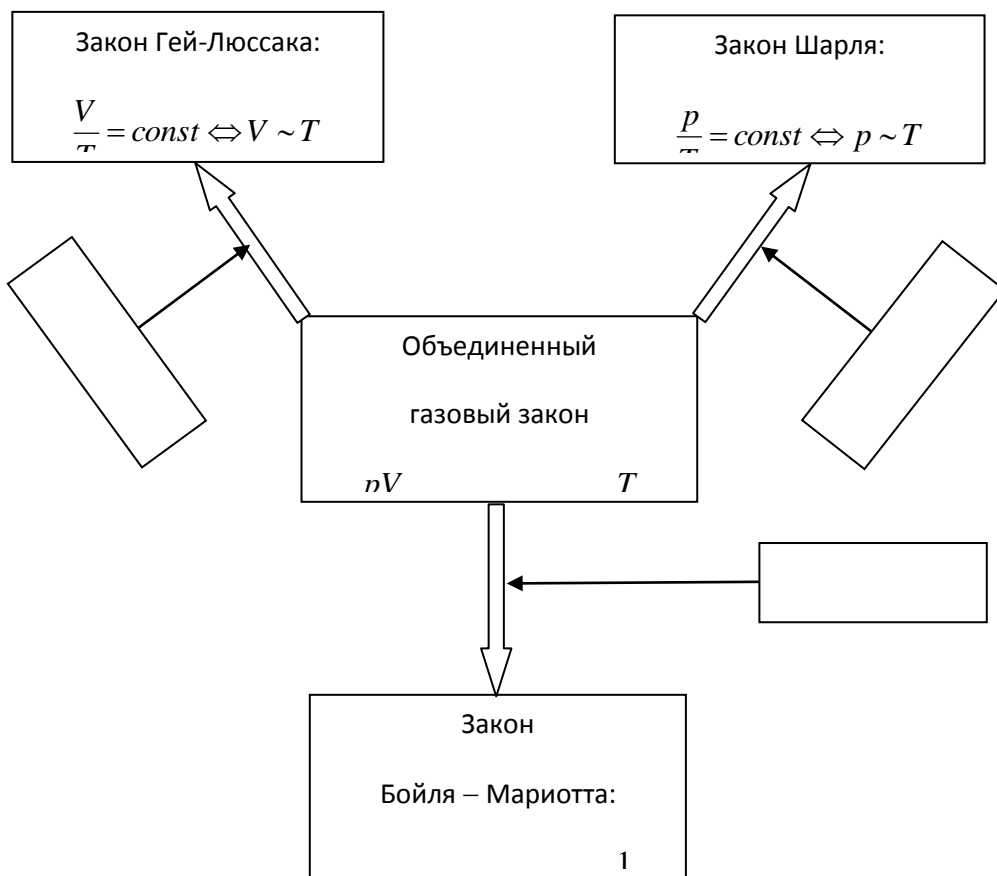 Закон Гей-Люссака:
V
— = const ⇔ V ~ T
T
Закон Шарля:
p
— = const ⇔ p ~ T
T
Объединенный
газовый закон
pV T
Закон
Бойля – Мариотта:
1